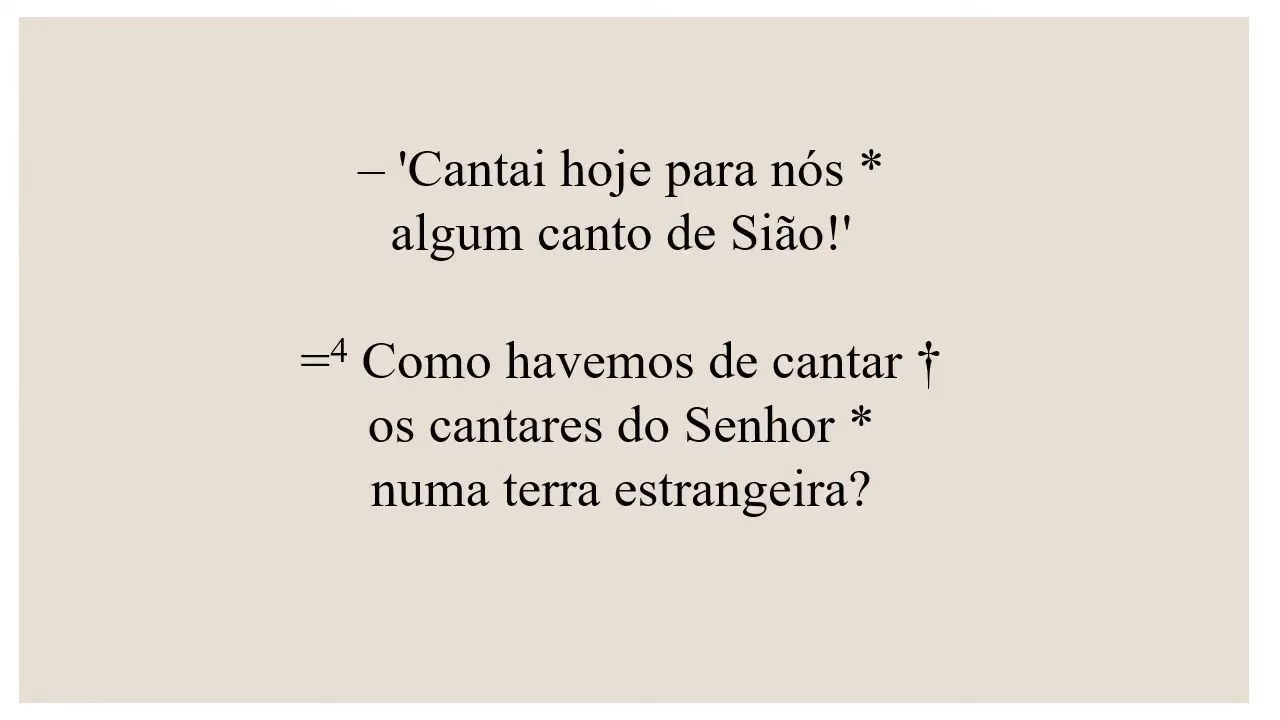 – 'Cantai hoje para nós *
algum canto de Sião!'
=⁴ Como havemos de cantar †
os cantares do Senhor *
numa terra estrangeira?